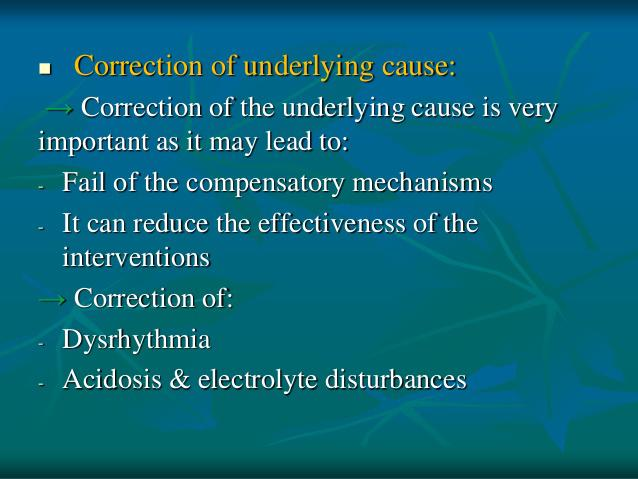 ■ Correction of underlying cause:
→ Correction of the underlying cause is very
important as it may lead to:
- Fail of the compensatory mechanisms
- It can reduce the effectiveness of the
interventions
→ Correction of:
- Dysrhythmia
- Acidosis & electrolyte disturbances